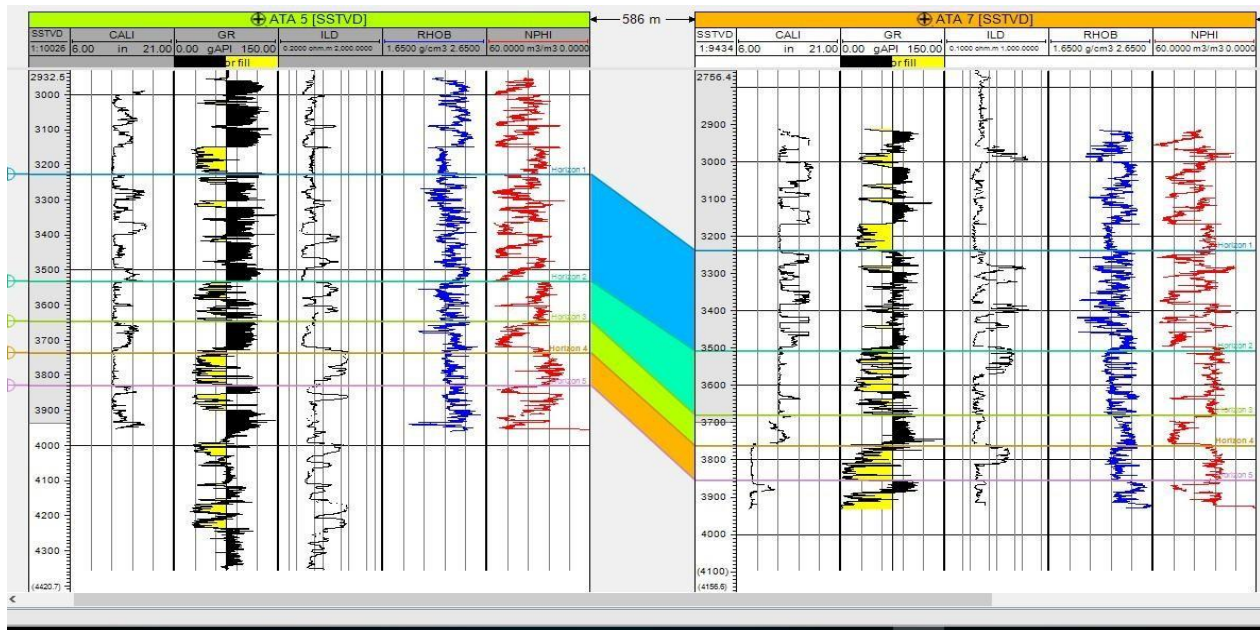 ATA 5 [SSTVD]
586 m
ATA 7 [SSTVD]
SSTVD CALI GR ILD RHOB NPHI
1:10026 6.00 in 21.00 0.00 gAPI 150.00 0.2000 ohm.m 2,000.0000 1.6500 g/cm3 2.6500 60.0000 m3/m3 0.0000
or fill
2932.5
3000
3100
3200
3300
3400
3500
3600
3700
3800
3900
4000
4100
4200
4300
(4420.7)
Horizon 1
Horizon 2
Horizon 3
Horizon 4
Horizon 5
SSTVD CALI GR ILD RHOB NPHI
1:9434 6.00 in 21.00 0.00 gAPI 150.00 0.1000 ohm.m 1,000.0000 1.6500 g/cm3 2.6500 60.0000 m3/m3 0.0000
or fill
2756.4
2900
3000
3100
3200
3300
3400
3500
3600
3700
3800
3900
4000
(4100)
(4156.6)
Horizon 1
Horizon 2
Horizon 3
Horizon 4
Horizon 5